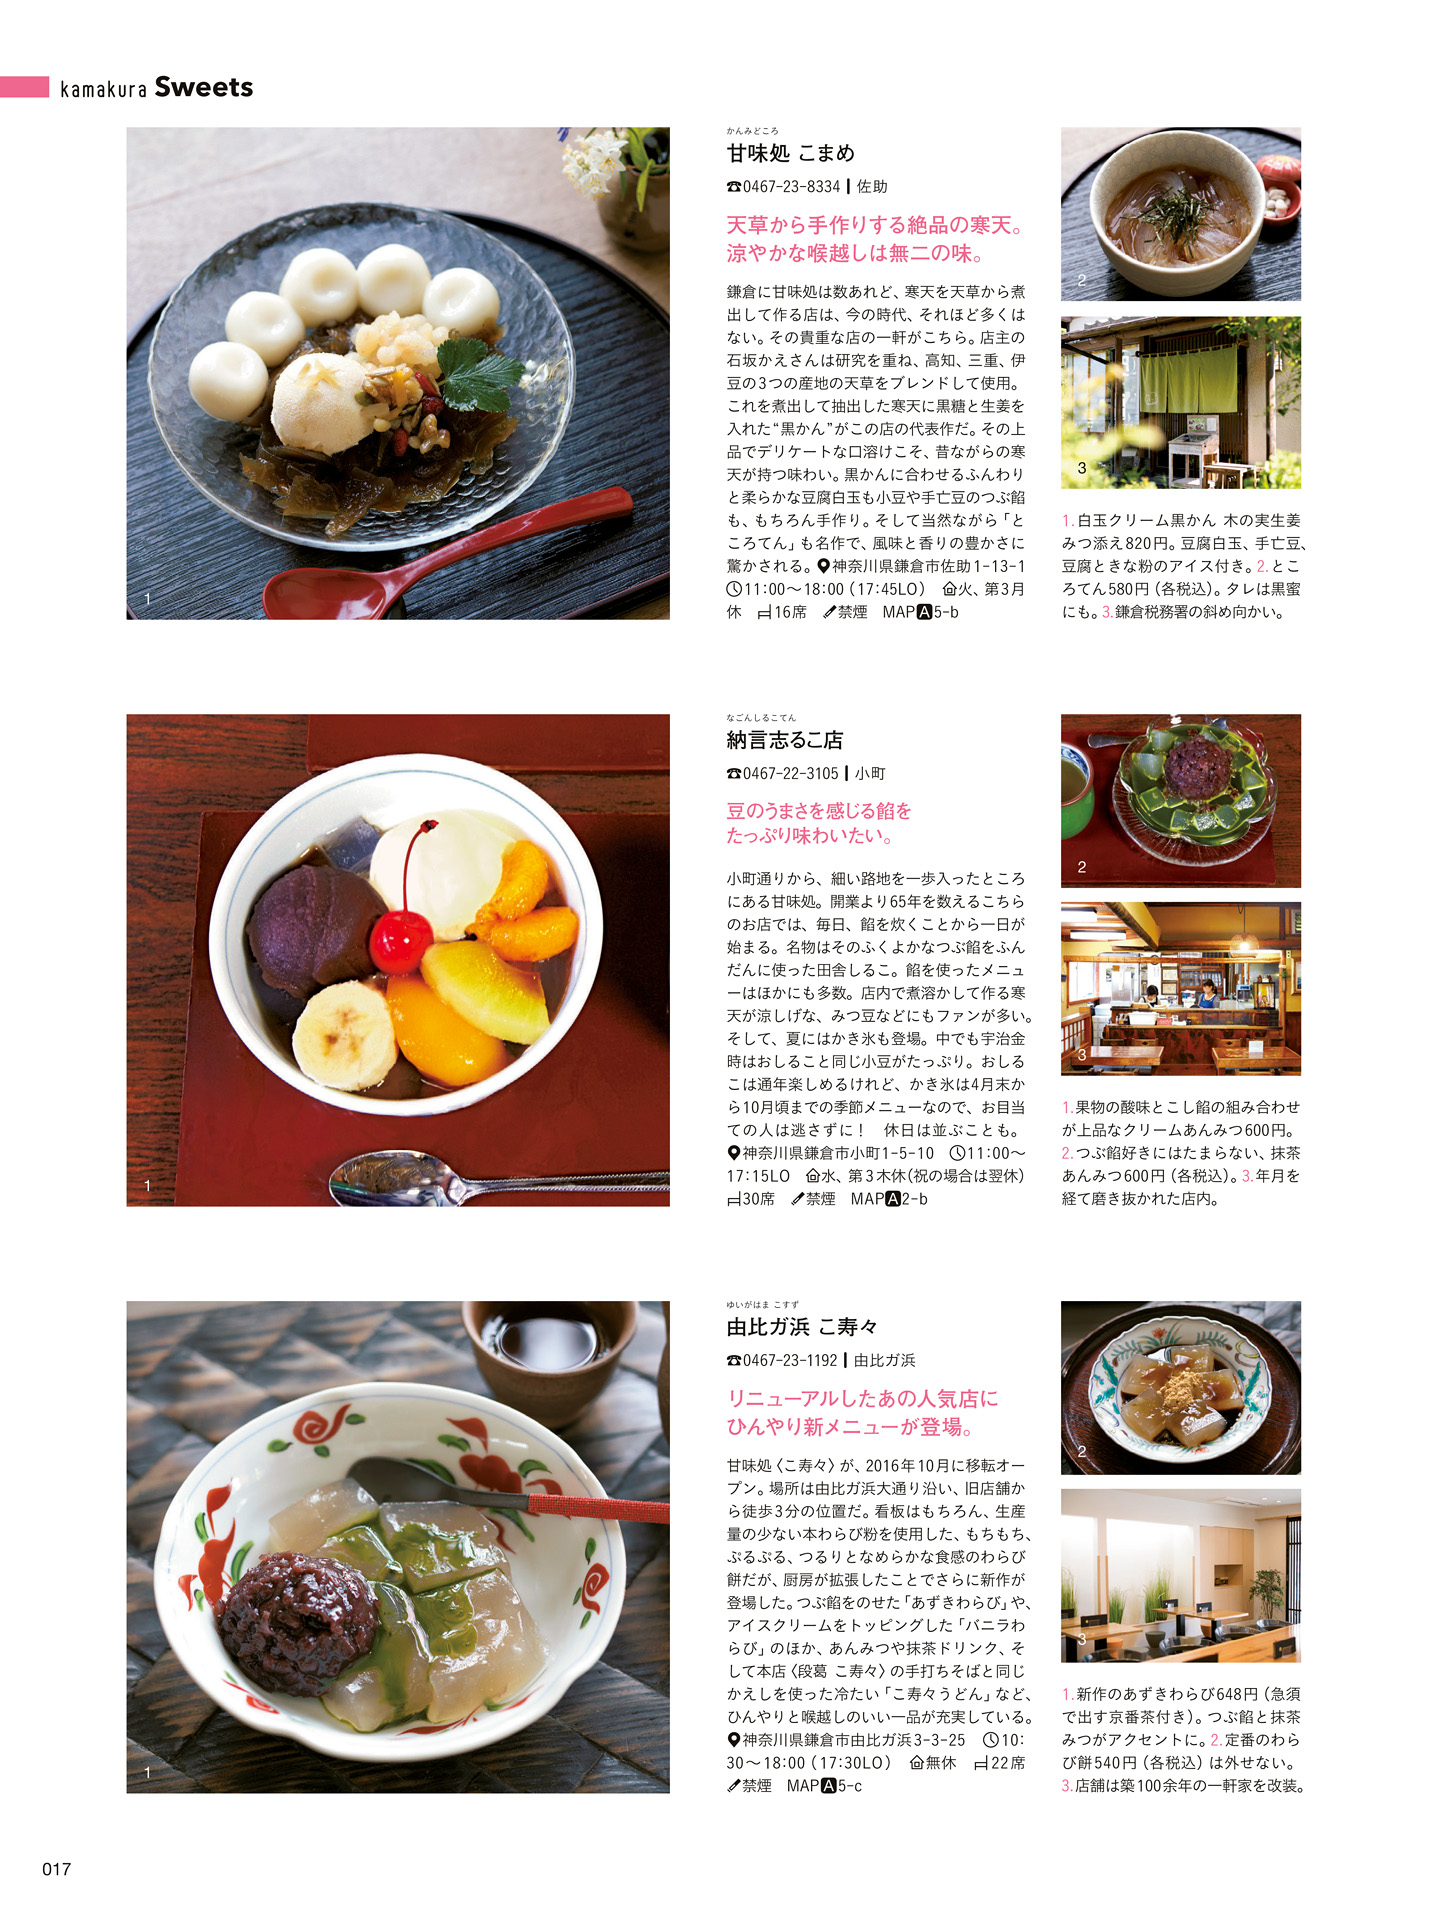 kamakura Sweets
1
かんみどころ
甘味処 こまめ
☎0467-23-8334┃佐助
天草から手作りする絶品の寒天。
涼やかな喉越しは無二の味。
鎌倉に甘味処は数あれど、寒天を天草から煮
出して作る店は、今の時代、それほど多くは
ない。その貴重な店の一軒がこちら。店主の
石坂かえさんは研究を重ね、高知、三重、伊
豆の3つの産地の天草をブレンドして使用。
これを煮出して抽出した寒天に黒糖と生姜を
入れた“黒かん”がこの店の代表作だ。その上
品でデリケートな口溶けこそ、昔ながらの寒
天が持つ味わい。黒かんに合わせるふんわり
と柔らかな豆腐白玉も小豆や手亡豆のつぶ餡
も、もちろん手作り。そして当然ながら「と
ころてん」も名作で、風味と香りの豊かさに
驚かされる。神奈川県鎌倉市佐助1-13-1
11:00〜18:00（17:45LO） 火、第3月
休 16席 禁煙 MAP A 5-b
2
3
1.白玉クリーム黒かん 木の実生姜
みつ添え820円。豆腐白玉、手亡豆、
豆腐ときな粉のアイス付き。2.とこ
ろてん580円（各税込）。タレは黒蜜
にも。3.鎌倉税務署の斜め向かい。
1
なごんしるこてん
納言志るこ店
☎0467-22-3105┃小町
豆のうまさを感じる餡を
たっぷり味わいたい。
小町通りから、細い路地を一歩入ったところ
にある甘味処。開業より65年を数えるこちら
のお店では、毎日、餡を炊くことから一日が
始まる。名物はそのふくよかなつぶ餡をふん
だんに使った田舎しるこ。餡を使ったメニュ
ーはほかにも多数。店内で煮溶かして作る寒
天が涼しげな、みつ豆などにもファンが多い。
そして、夏にはかき氷も登場。中でも宇治金
時はおしること同じ小豆がたっぷり。おしる
こは通年楽しめるけれど、かき氷は4月末か
ら10月頃までの季節メニューなので、お目当
ての人は逃さずに！ 休日は並ぶことも。
神奈川県鎌倉市小町1-5-10 11:00〜
17:15LO 水、第3木休（祝の場合は翌休）
30席 禁煙 MAP A 2-b
2
3
1.果物の酸味とこし餡の組み合わせ
が上品なクリームあんみつ600円。
2.つぶ餡好きにはたまらない、抹茶
あんみつ600円（各税込）。3.年月を
経て磨き抜かれた店内。
1
ゆいがはま こすず
由比ガ浜 こ寿々
☎0467-23-1192┃由比ガ浜
リニューアルしたあの人気店に
ひんやり新メニューが登場。
甘味処〈こ寿々〉が、2016年10月に移転オー
プン。場所は由比ガ浜大通り沿い、旧店舗か
ら徒歩3分の位置だ。看板はもちろん、生産
量の少ない本わらび粉を使用した、もちもち、
ぷるぷる、つるりとなめらかな食感のわらび
餅だが、厨房が拡張したことでさらに新作が
登場した。つぶ餡をのせた「あずきわらび」や、
アイスクリームをトッピングした「バニラわ
らび」のほか、あんみつや抹茶ドリンク、そ
して本店〈段葛 こ寿々〉の手打ちそばと同じ
かえしを使った冷たい「こ寿々うどん」など、
ひんやりと喉越しのいい一品が充実している。
神奈川県鎌倉市由比ガ浜3-3-25 10:
30〜18:00（17:30LO） 無休 22席
禁煙 MAP A 5-c
2
3
1.新作のあずきわらび648円（急須
で出す京番茶付き）。つぶ餡と抹茶
みつがアクセントに。2.定番のわら
び餅540円（各税込）は外せない。
3.店舗は築100余年の一軒家を改装。
017